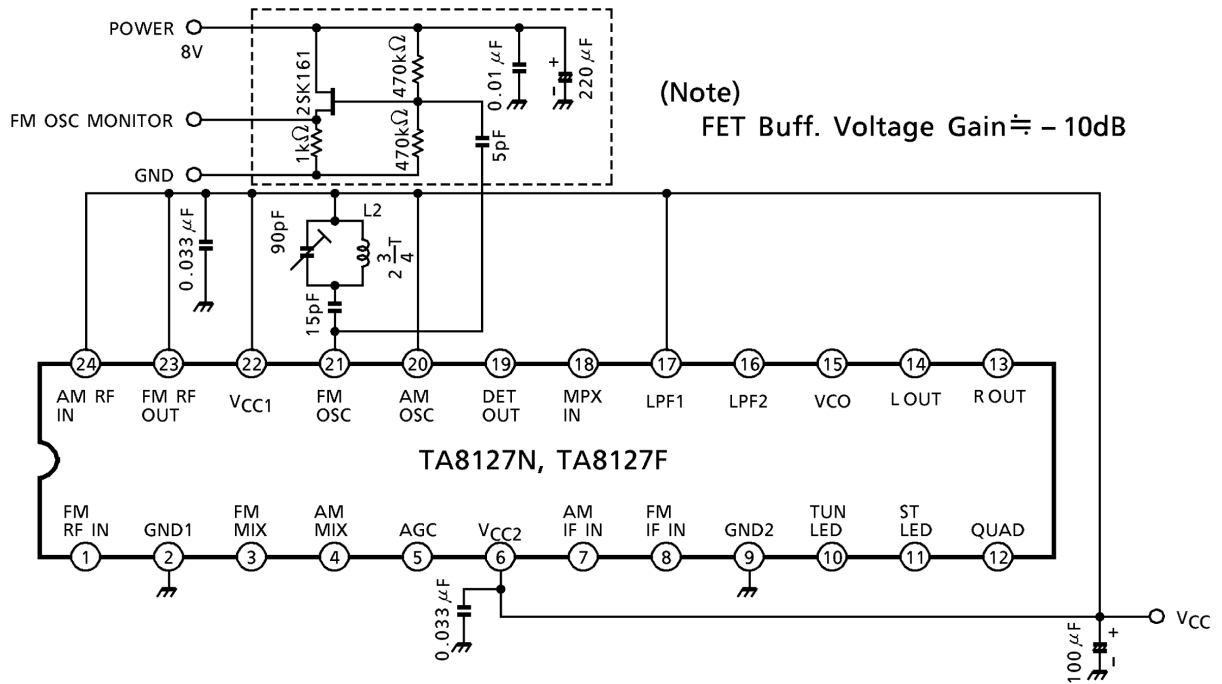 POWER
8V
FM OSC MONITOR
GND
2SK161
1kΩ
470kΩ
470kΩ
5pF
0.01 μF
+
-
220 μF
(Note)
FET Buff. Voltage Gain ≒ – 10dB
0.033 μF
90pF
L2
2 3/4 T
15pF
24
23
22
21
20
19
18
17
16
15
14
13
AM RF
IN
FM RF
OUT
VCC1
FM
OSC
AM
OSC
DET
OUT
MPX
IN
LPF1
LPF2
VCO
L OUT
R OUT
TA8127N, TA8127F
FM
RF IN
GND1
FM
MIX
AM
MIX
AGC
VCC2
AM
IF IN
FM
IF IN
GND2
TUN
LED
ST
LED
QUAD
1
2
3
4
5
6
7
8
9
10
11
12
0.033 μF
VCC
100 μF
+
-